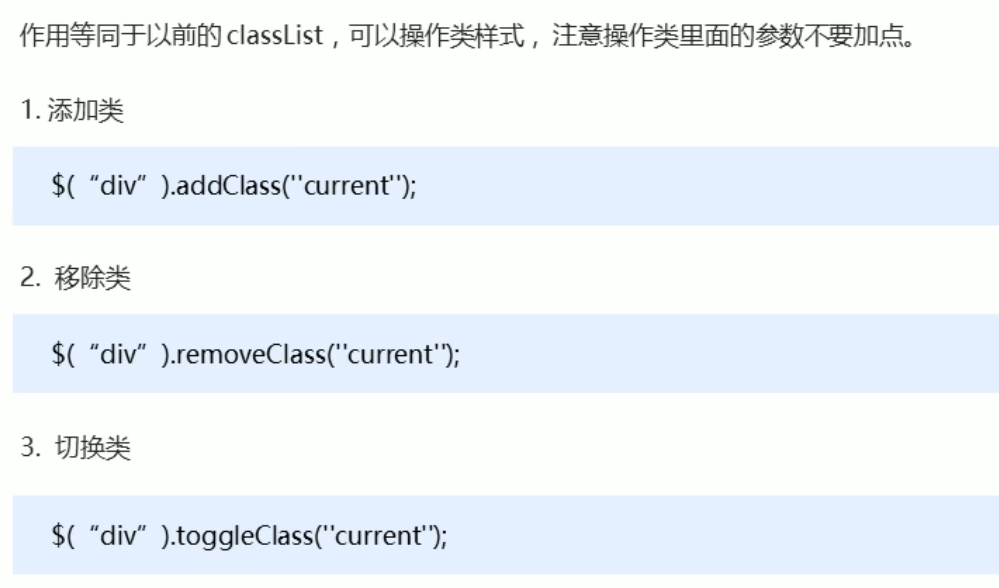 作用等同于以前的 classList，可以操作类样式， 注意操作类里面的参数不要加点。
1. 添加类
$(“div”).addClass(''current'');
2. 移除类
$(“div”).removeClass(''current'');
3. 切换类
$(“div”).toggleClass(''current'');